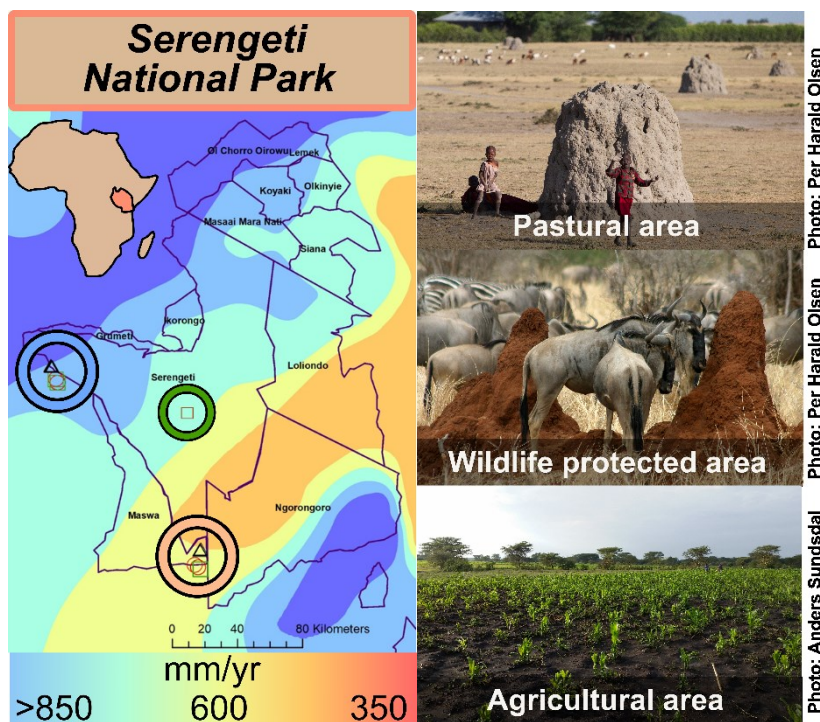 Serengeti
National Park
Ol Chorro Oirowu
Lemek
Koyaki
Olkinyie
Masaai Mara Nati
Siana
Ikorongo
Grumeti
Serengeti
Loliondo
Maswa
Ngorongoro
0 20 40 80 Kilometers
mm/yr
>850 600 350
Pastural area
Photo: Per Harald Olsen
Wildlife protected area
Photo: Per Harald Olsen
Agricultural area
Photo: Anders Sundsdal